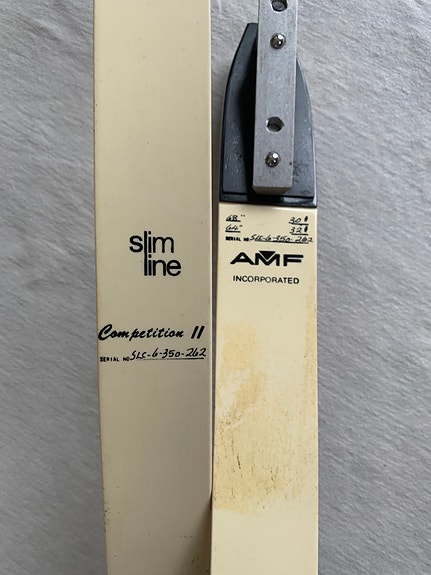 slim
line
Competition II
SERIAL NO SLC-6-350-262
68" 30#
64" 32#
SERIAL NO SLC-6-350-262
AMF
INCORPORATED